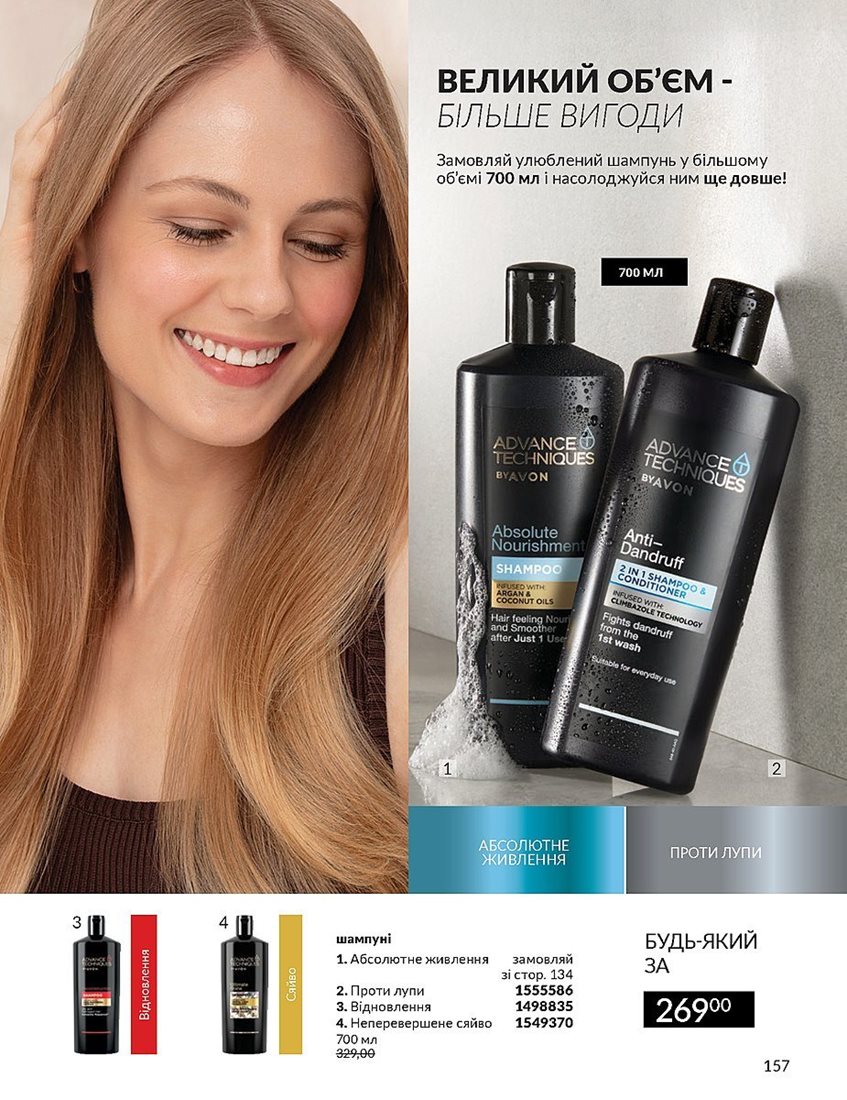 ВЕЛИКИЙ ОБ’ЄМ -
БІЛЬШЕ ВИГОДИ
Замовляй улюблений шампунь у більшому
об’ємі 700 мл і насолоджуйся ним ще довше!
700 МЛ
ADVANCE
TECHNIQUES
BY AVON
Absolute
Nourishment
SHAMPOO
INFUSED WITH:
ARGAN &
COCONUT OILS
Hair feeling Nour
and Smoother
after Just 1 Use
1
ADVANCE
TECHNIQUES
BY AVON
Anti-
Dandruff
2 IN 1 SHAMPOO &
CONDITIONER
INFUSED WITH:
CLIMBAZOLE TECHNOLOGY
Fights dandruff
from the
1st wash
Suitable for everyday use
2
АБСОЛЮТНЕ
ЖИВЛЕННЯ
ПРОТИ ЛУПИ
3
ADVANCE
TECHNIQUES
SHAMPOO
Відновлення
4
ADVANCE
TECHNIQUES
Сяйво
шампуні
1. Абсолютне живлення замовляй
зі стор. 134
2. Проти лупи 1555586
3. Відновлення 1498835
4. Неперевершене сяйво 1549370
700 мл
329,00
БУДЬ-ЯКИЙ
ЗА
26900
157